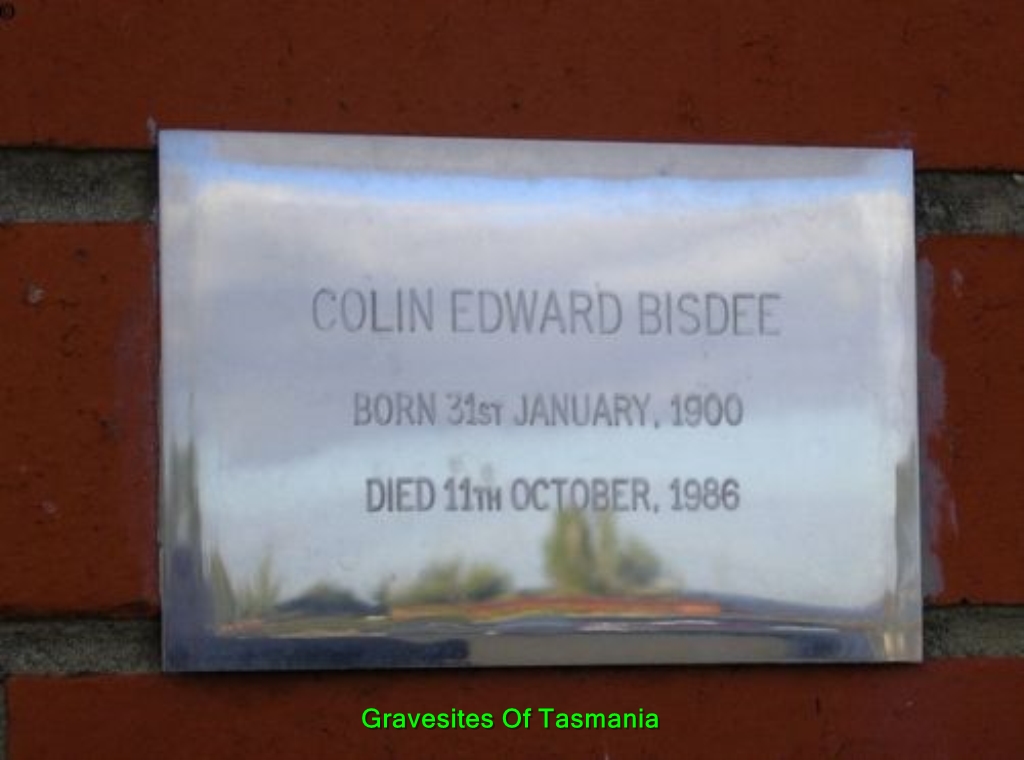 ©
COLIN EDWARD BISDEE
BORN 31ST JANUARY, 1900
DIED 11TH OCTOBER, 1986
Gravesites Of Tasmania